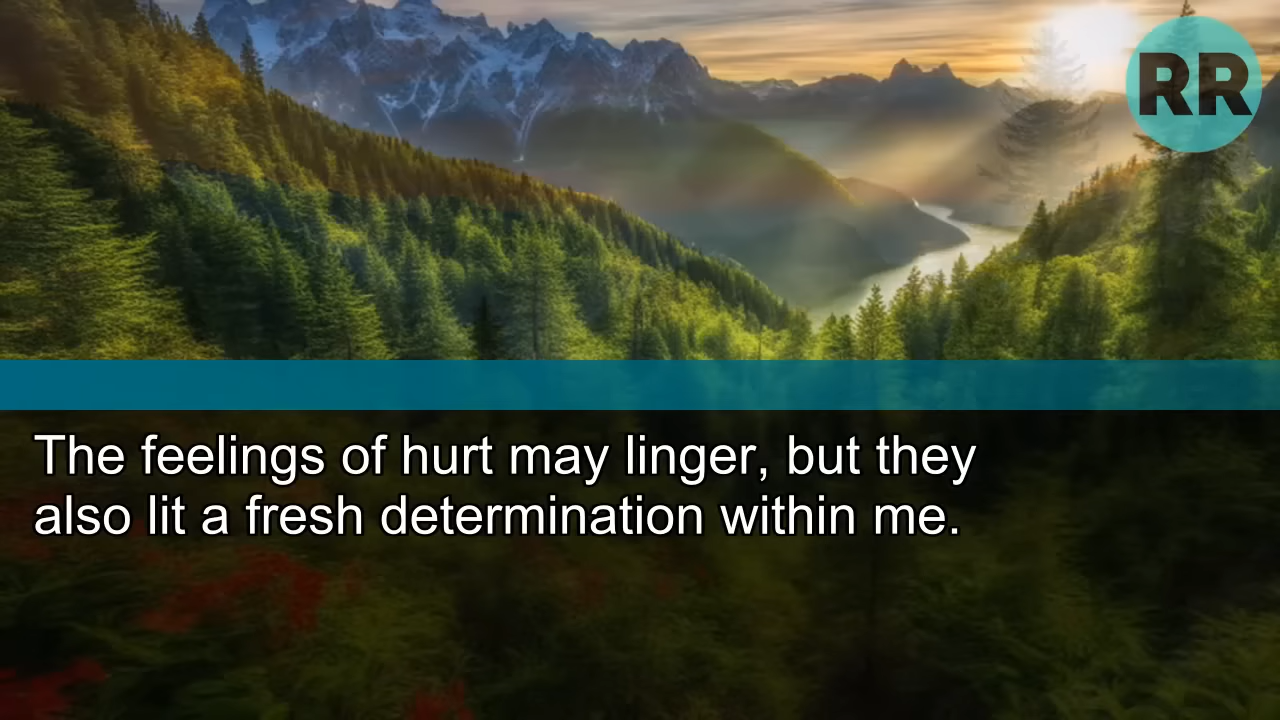 RR
The feelings of hurt may linger, but they
also lit a fresh determination within me.